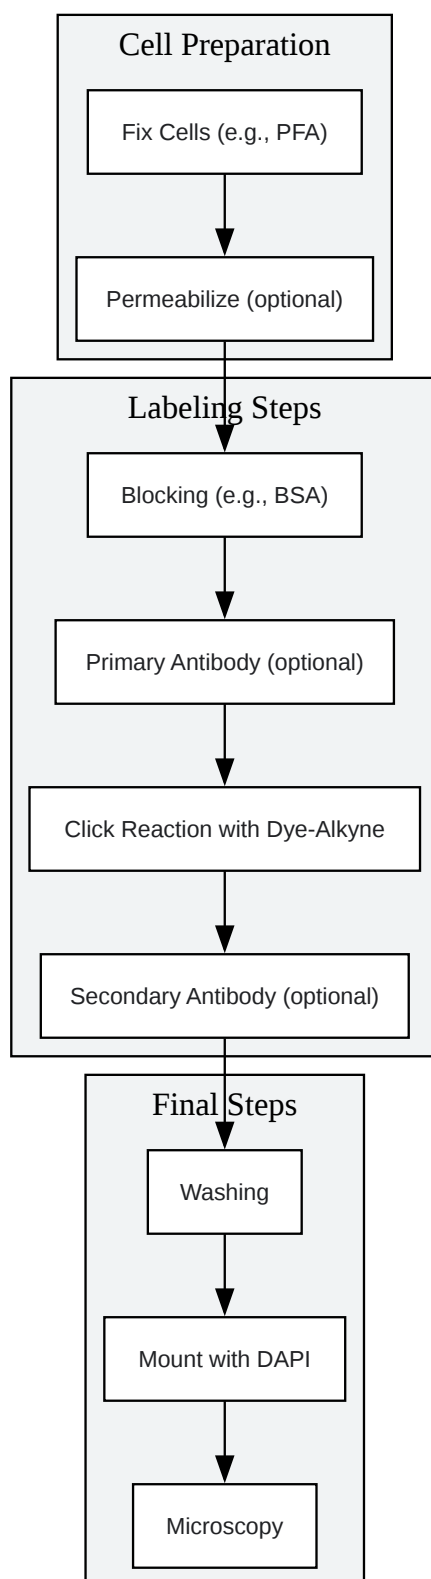 Cell Preparation
Fix Cells (e.g., PFA)
Permeabilize (optional)
Labeling Steps
Blocking (e.g., BSA)
Primary Antibody (optional)
Click Reaction with Dye-Alkyne
Secondary Antibody (optional)
Final Steps
Washing
Mount with DAPI
Microscopy